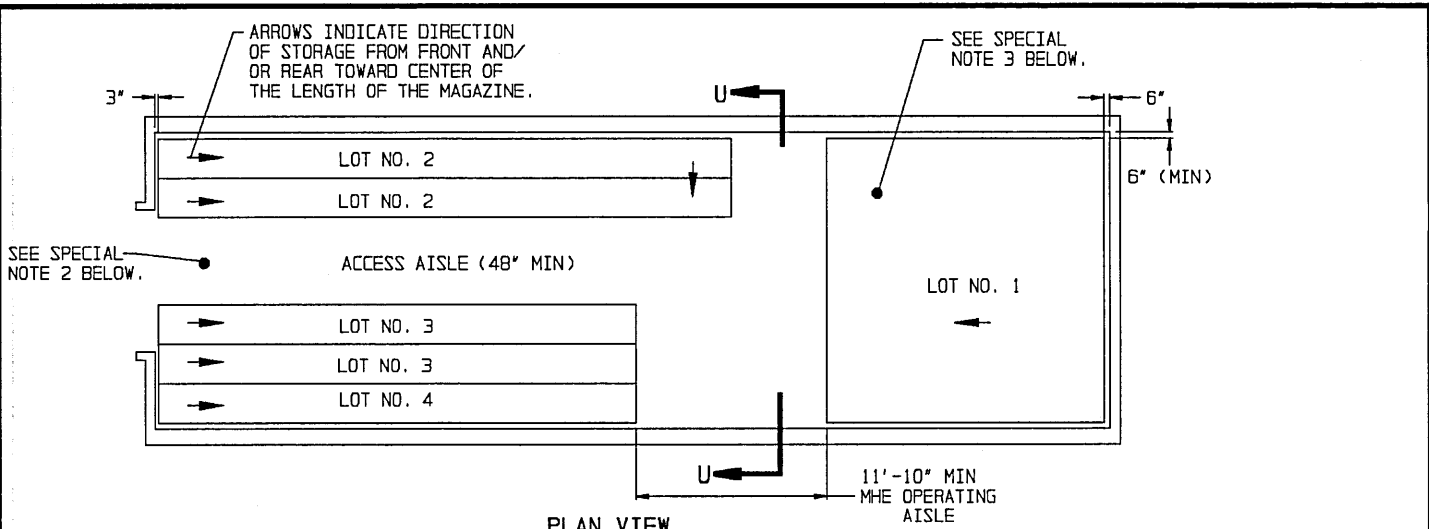 ARROWS INDICATE DIRECTION
OF STORAGE FROM FRONT AND/
OR REAR TOWARD CENTER OF
THE LENGTH OF THE MAGAZINE.
SEE SPECIAL
NOTE 3 BELOW.
3"
U
6"
6" (MIN)
LOT NO. 2
LOT NO. 2
SEE SPECIAL
NOTE 2 BELOW.
ACCESS AISLE (48" MIN)
LOT NO. 1
LOT NO. 3
LOT NO. 3
LOT NO. 4
U
11'-10" MIN
MHE OPERATING
AISLE
PLAN VIEW